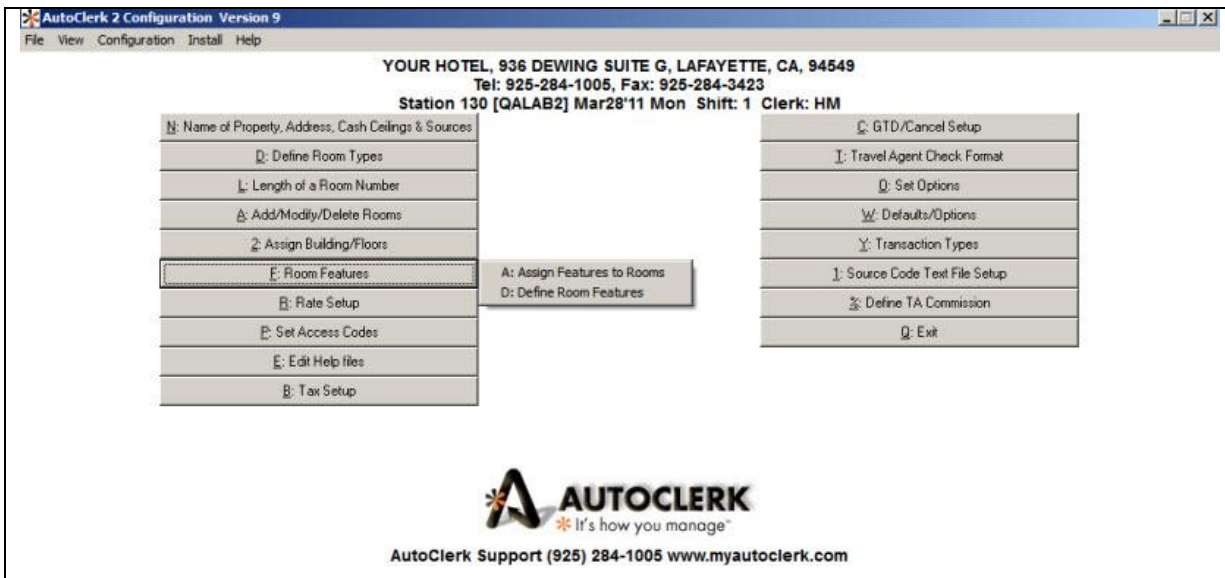 AutoClerk 2 Configuration Version 9
File View Configuration Install Help
YOUR HOTEL, 936 DEWING SUITE G, LAFAYETTE, CA, 94549
Tel: 925-284-1005, Fax: 925-284-3423
Station 130 [QALAB2] Mar28'11 Mon Shift: 1 Clerk: HM
N: Name of Property, Address, Cash Ceilings & Sources
D: Define Room Types
L: Length of a Room Number
A: Add/Modify/Delete Rooms
2: Assign Building/Floors
F: Room Features
R: Rate Setup
P: Set Access Codes
E: Edit Help files
B: Tax Setup
A: Assign Features to Rooms
D: Define Room Features
C: GTD/Cancel Setup
T: Travel Agent Check Format
O: Set Options
W: Defaults/Options
Y: Transaction Types
1: Source Code Text File Setup
%: Define TA Commission
Q: Exit
AUTOCLERK
It's how you manage
AutoClerk Support (925) 284-1005 www.myautoclerk.com